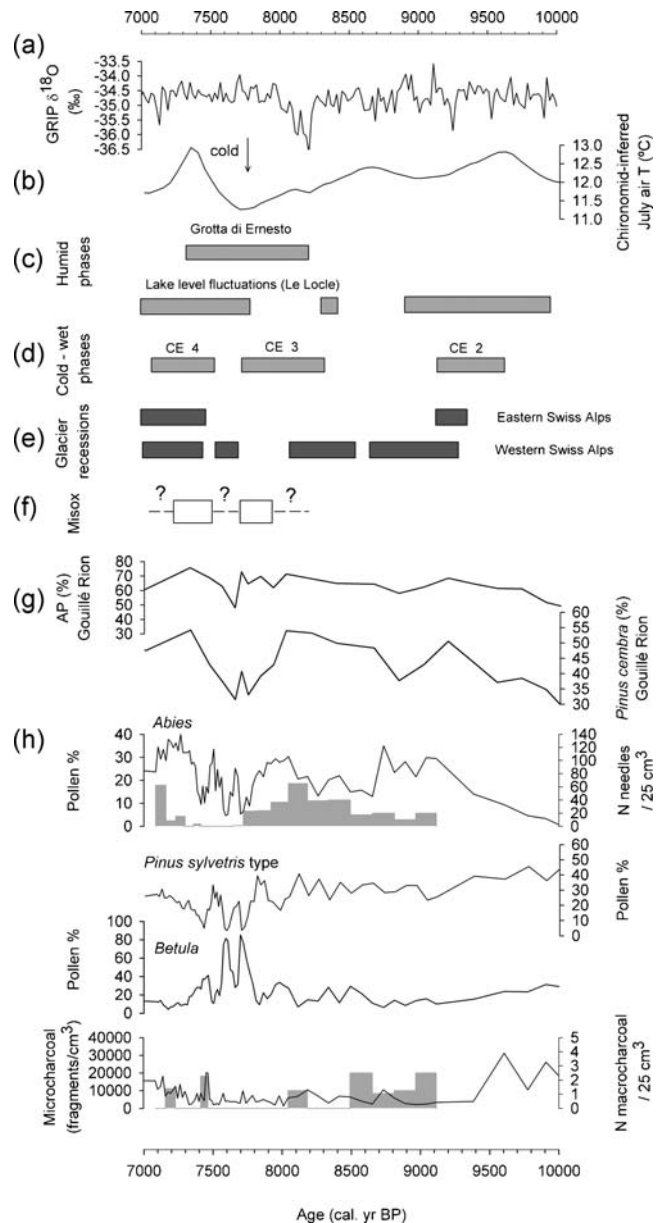 7000 7500 8000 8500 9000 9500 10000
(a)
GRIP δ18O
(‰)
-33.5
-34.0
-34.5
-35.0
-35.5
-36.0
-36.5
cold
(b)
13.0
12.5
12.0
11.5
11.0
Chironomid-inferred
July air T (ºC)
(c)
Humid
phases
Grotta di Ernesto
Lake level fluctuations (Le Locle)
(d)
Cold - wet
phases
CE 4 CE 3 CE 2
(e)
Glacier
recessions
Eastern Swiss Alps
Western Swiss Alps
(f)
Misox
? ? ?
(g)
AP (%)
Gouillé Rion
80
70
60
50
40
30
60
55
50
45
40
35
30
Pinus cembra (%)
Gouillé Rion
(h)
Abies
Pollen %
40
30
20
10
0
140
120
100
80
60
40
20
0
N needles
/ 25 cm3
Pinus sylvetris type
60
50
40
30
20
10
0
Pollen %
Betula
Pollen %
100
80
60
40
20
0
Microcharcoal
(fragments/cm3)
40000
30000
20000
10000
0
5
4
3
2
1
0
N macrocharcoal
/ 25 cm3
7000 7500 8000 8500 9000 9500 10000
Age (cal. yr BP)